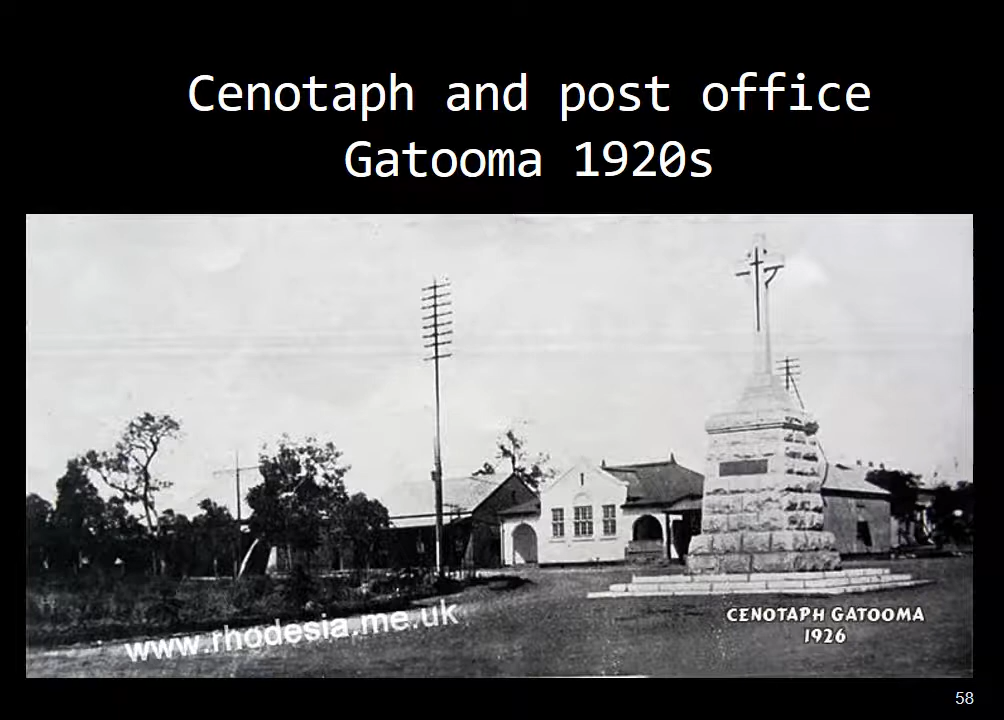 Cenotaph and post office
Gatooma 1920s
www.rhodesia.me.uk
CENOTAPH GATOOMA
1926
58